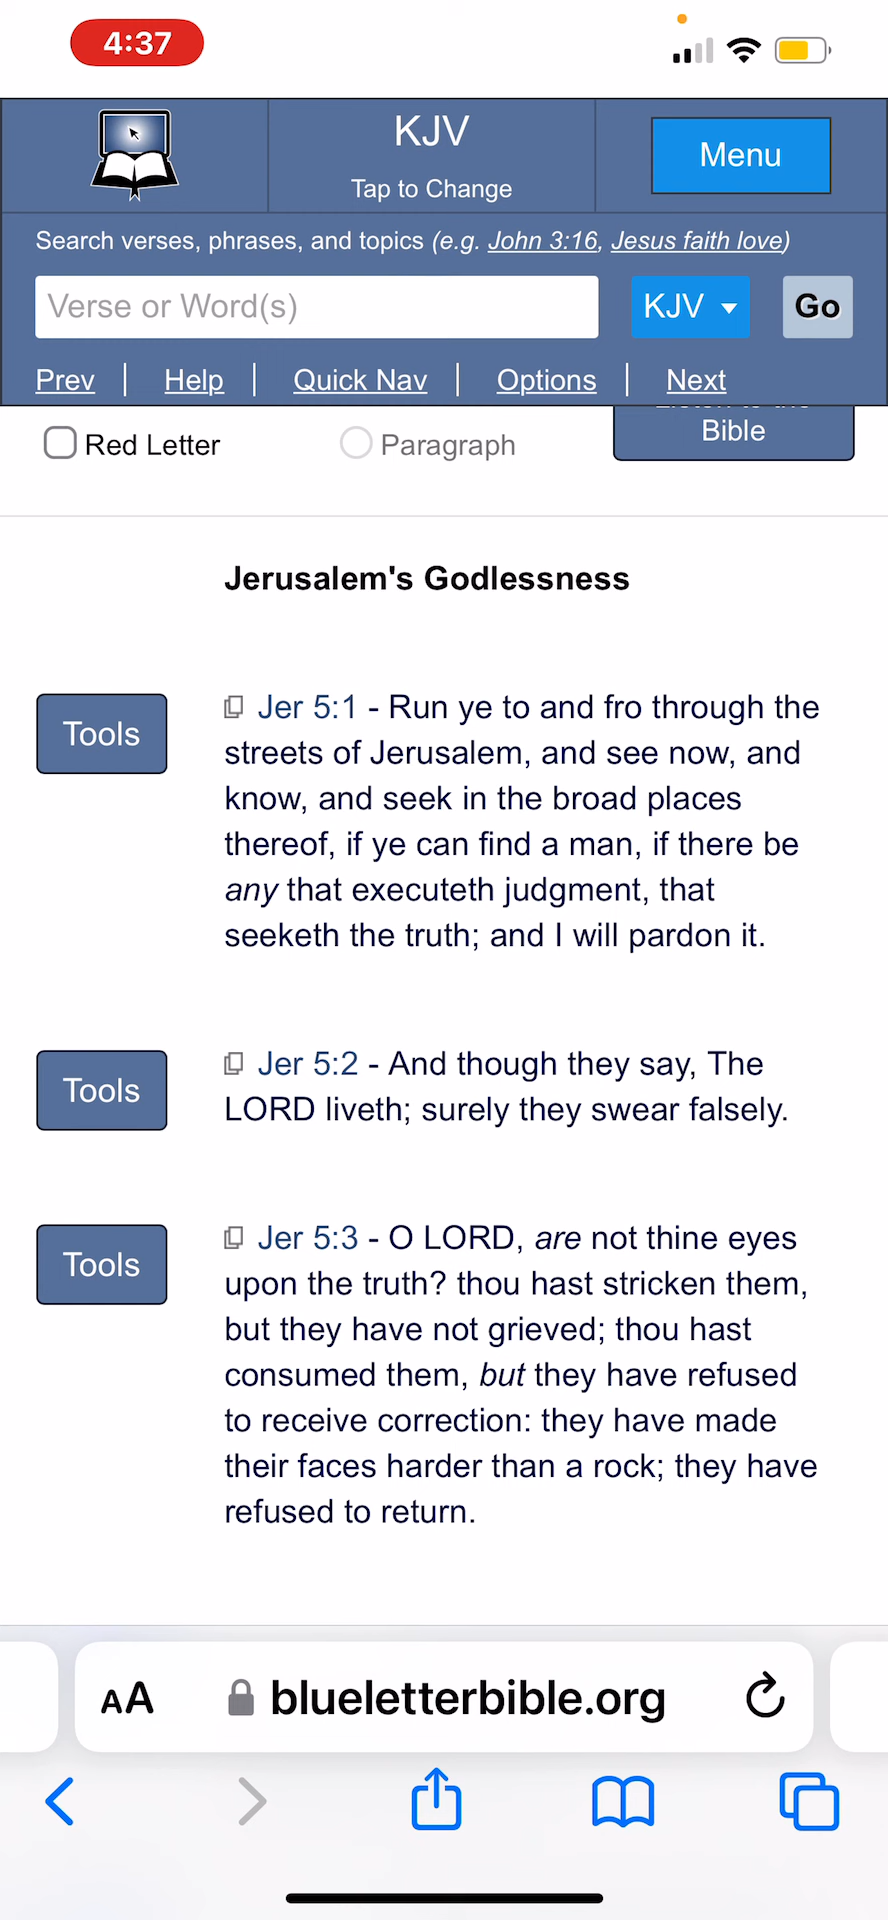 4:37
KJV
Tap to Change
Menu
Search verses, phrases, and topics (e.g. John 3:16, Jesus faith love)
Verse or Word(s)
KJV
Go
Prev | Help | Quick Nav | Options | Next
Red Letter
Paragraph
Bible
Jerusalem's Godlessness
Tools
Jer 5:1 - Run ye to and fro through the
streets of Jerusalem, and see now, and
know, and seek in the broad places
thereof, if ye can find a man, if there be
any that executeth judgment, that
seeketh the truth; and I will pardon it.
Tools
Jer 5:2 - And though they say, The
LORD liveth; surely they swear falsely.
Tools
Jer 5:3 - O LORD, are not thine eyes
upon the truth? thou hast stricken them,
but they have not grieved; thou hast
consumed them, but they have refused
to receive correction: they have made
their faces harder than a rock; they have
refused to return.
AA
blueletterbible.org